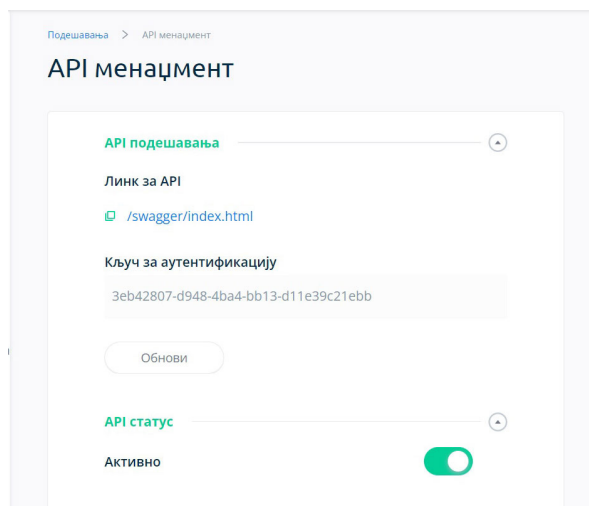 Подешавања > API менаџмент
API менаџмент
API подешавања
Линк за API
/swagger/index.html
Кључ за аутентификацију
3eb42807-d948-4ba4-bb13-d11e39c21ebb
Обнови
API статус
Активно